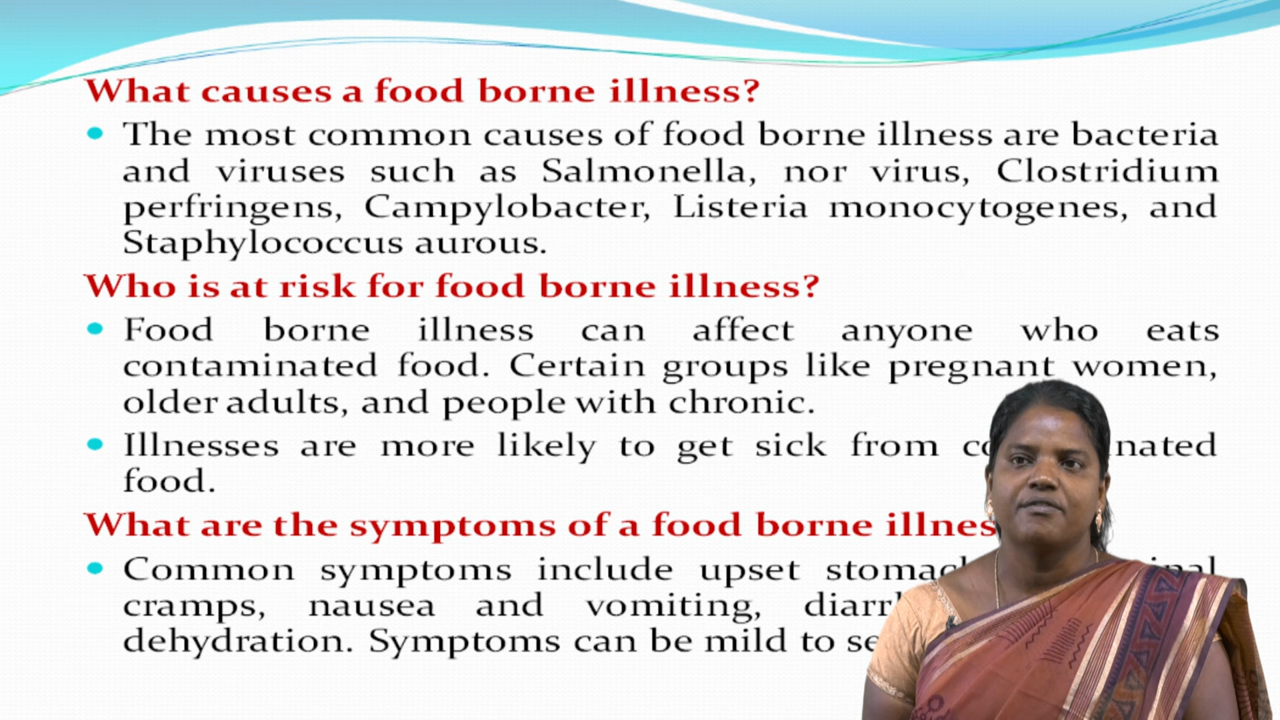 What causes a food borne illness?
• The most common causes of food borne illness are bacteria
and viruses such as Salmonella, nor virus, Clostridium
perfringens, Campylobacter, Listeria monocytogenes, and
Staphylococcus aurous.
Who is at risk for food borne illness?
• Food borne illness can affect anyone who eats
contaminated food. Certain groups like pregnant women,
older adults, and people with chronic.
• Illnesses are more likely to get sick from
food.
What are the symptoms of a food borne
• Common symptoms include upset
cramps, nausea and vomiting,
dehydration. Symptoms can be mild to